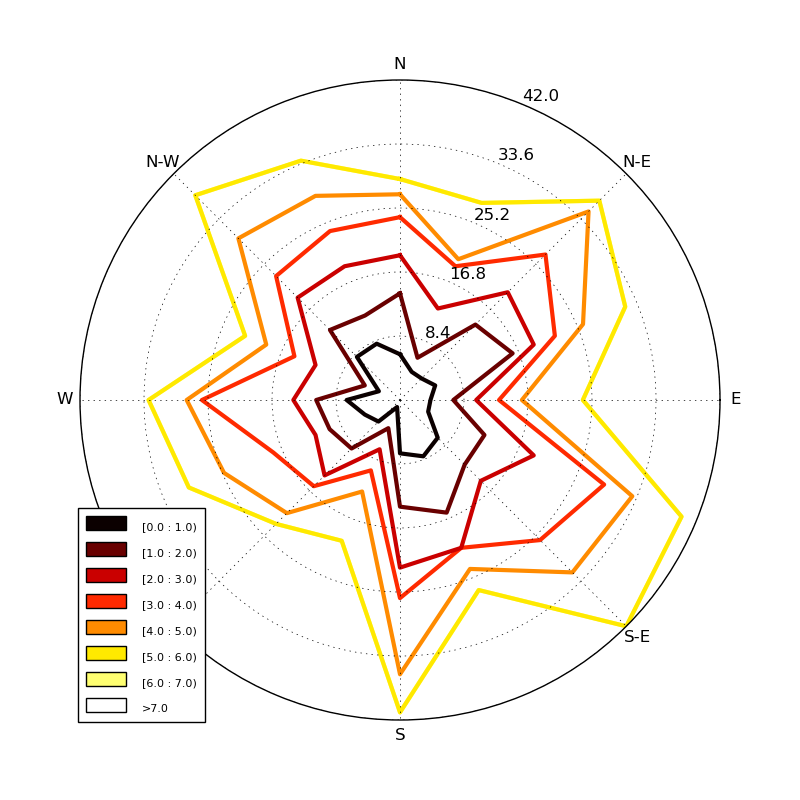 N
42.0
N-W
33.6
N-E
25.2
16.8
8.4
W
E
[0.0 : 1.0)
[1.0 : 2.0)
[2.0 : 3.0)
[3.0 : 4.0)
[4.0 : 5.0)
S-E
[5.0 : 6.0)
[6.0 : 7.0)
>7.0
S